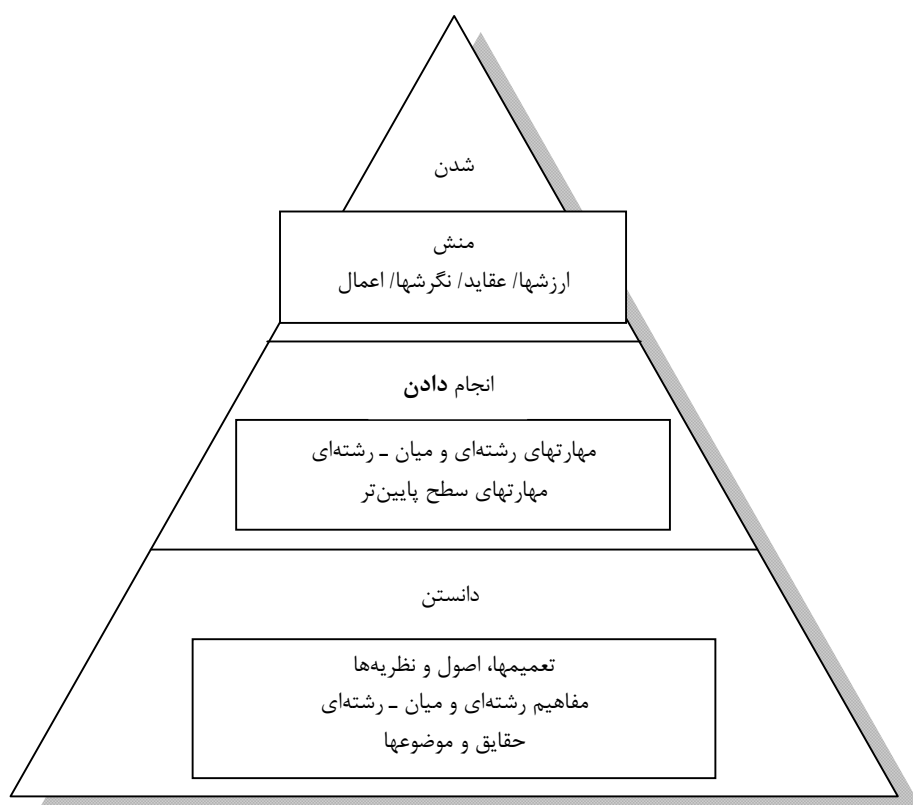 شدن
منش
ارزشها/ عقاید/ نگرشها/ اعمال
انجام دادن
مهارتهای رشته‌ای و میان ـ رشته‌ای
مهارتهای سطح پایین‌تر
دانستن
تعمیمها، اصول و نظریه‌ها
مفاهیم رشته‌ای و میان ـ رشته‌ای
حقایق و موضوعها